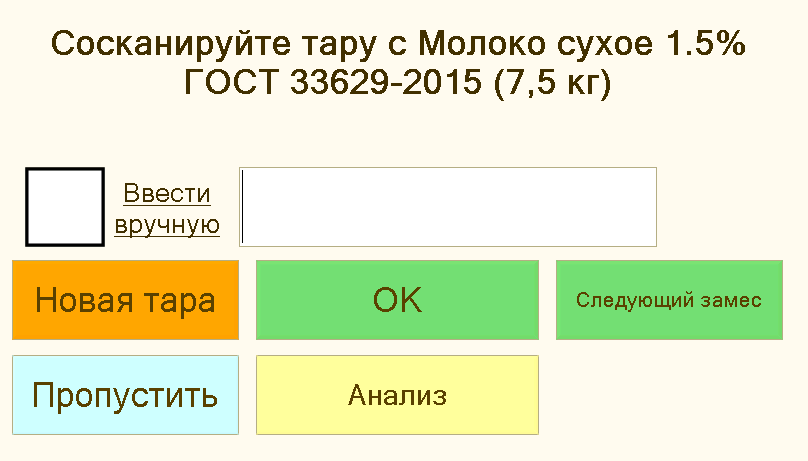 Сосканируйте тару с Молоко сухое 1.5%
ГОСТ 33629-2015 (7,5 кг)
Ввести
вручную
Новая тара
OK
Следующий замес
Пропустить
Анализ